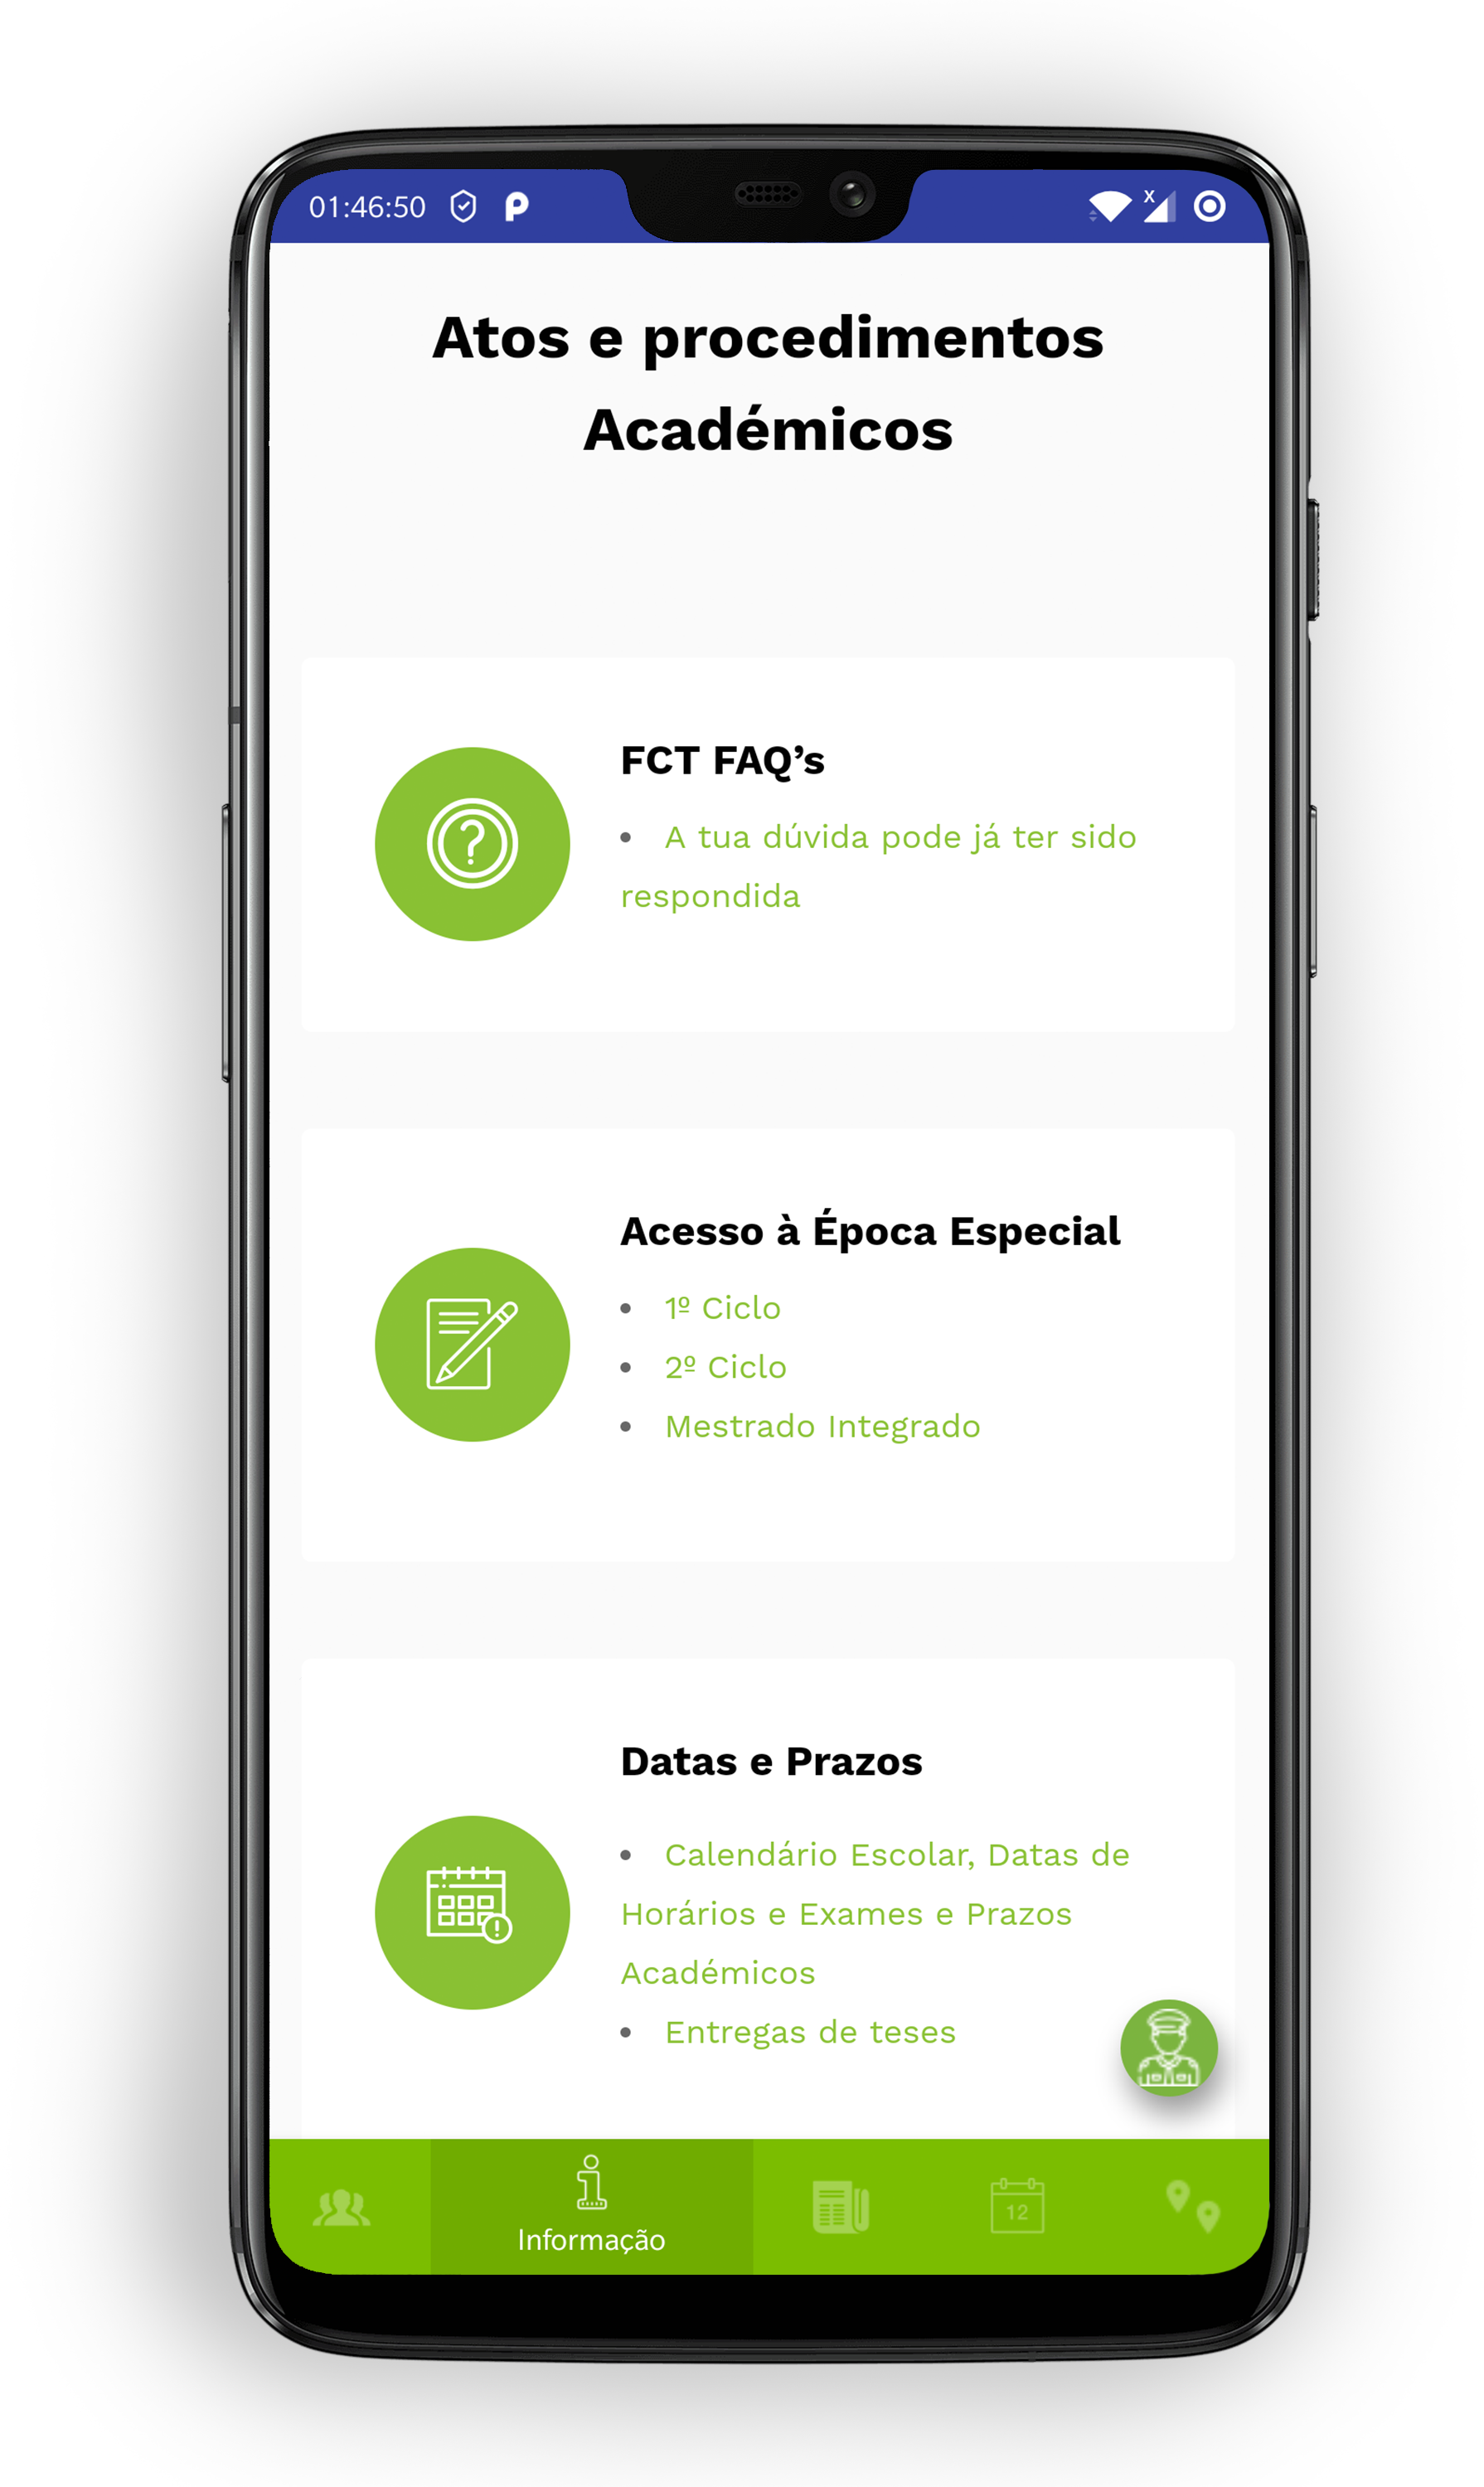 01:46:50
Atos e procedimentos
Académicos
FCT FAQ’s
• A tua dúvida pode já ter sido
respondida
Acesso à Época Especial
• 1º Ciclo
• 2º Ciclo
• Mestrado Integrado
Datas e Prazos
• Calendário Escolar, Datas de
Horários e Exames e Prazos
Académicos
• Entregas de teses
Informação
12